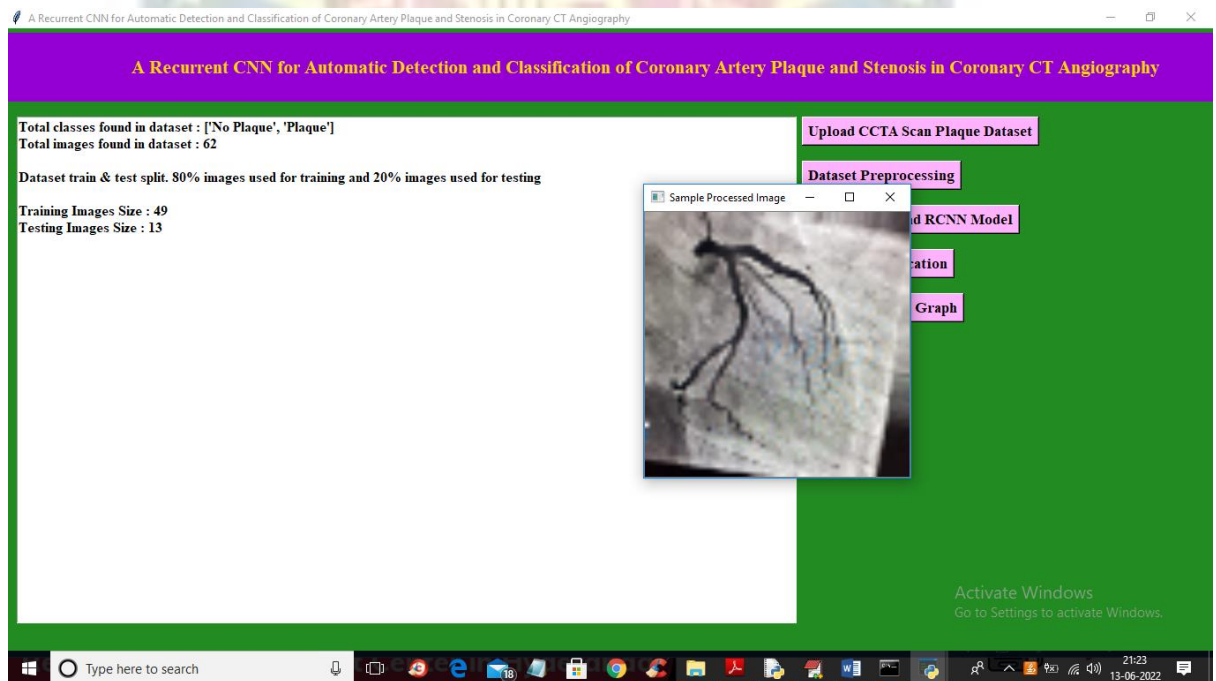 A Recurrent CNN for Automatic Detection and Classification of Coronary Artery Plaque and Stenosis in Coronary CT Angiography
A Recurrent CNN for Automatic Detection and Classification of Coronary Artery Plaque and Stenosis in Coronary CT Angiography
Total classes found in dataset : ['No Plaque', 'Plaque']
Total images found in dataset : 62
Dataset train & test split. 80% images used for training and 20% images used for testing
Training Images Size : 49
Testing Images Size : 13
Upload CCTA Scan Plaque Dataset
Dataset Preprocessing
Sample Processed Image
RCNN Model
Graph
Activate Windows
Go to Settings to activate Windows.
Type here to search
18
21:23
13-06-2022